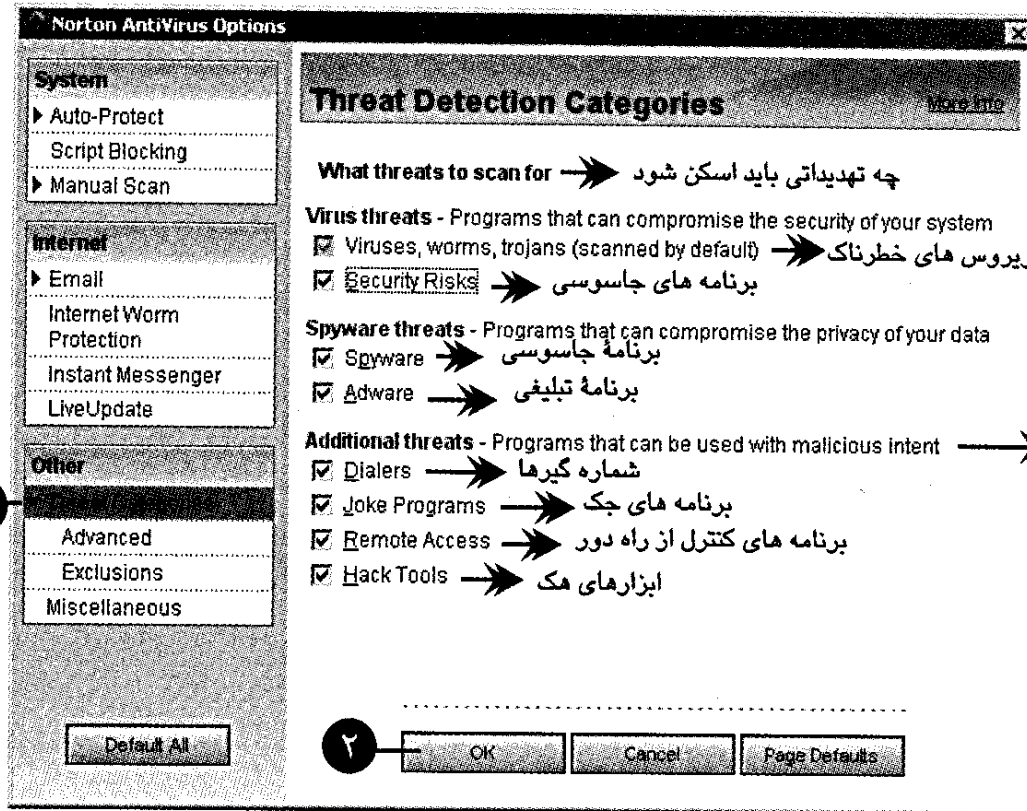 Norton AntiVirus Options
System
Auto-Protect
Script Blocking
Manual Scan
Internet
Email
Internet Worm
Protection
Instant Messenger
LiveUpdate
Other
Advanced
Exclusions
Miscellaneous
Default All
Threat Detection Categories More Info
What threats to scan for چه تهدیداتی باید اسکن شود
Virus threats - Programs that can compromise the security of your system
Viruses, worms, trojans (scanned by default) های خطرناک
Security Risks برنامه های جاسوسی
Spyware threats - Programs that can compromise the privacy of your data
Spyware برنامهٔ جاسوسی
Adware برنامهٔ تبلیغی
Additional threats - Programs that can be used with malicious intent
Dialers شماره گیرها
Joke Programs برنامه های جک
Remote Access برنامه های کنترل از راه دور
Hack Tools ابزارهای هک
۲ OK Cancel Page Defaults